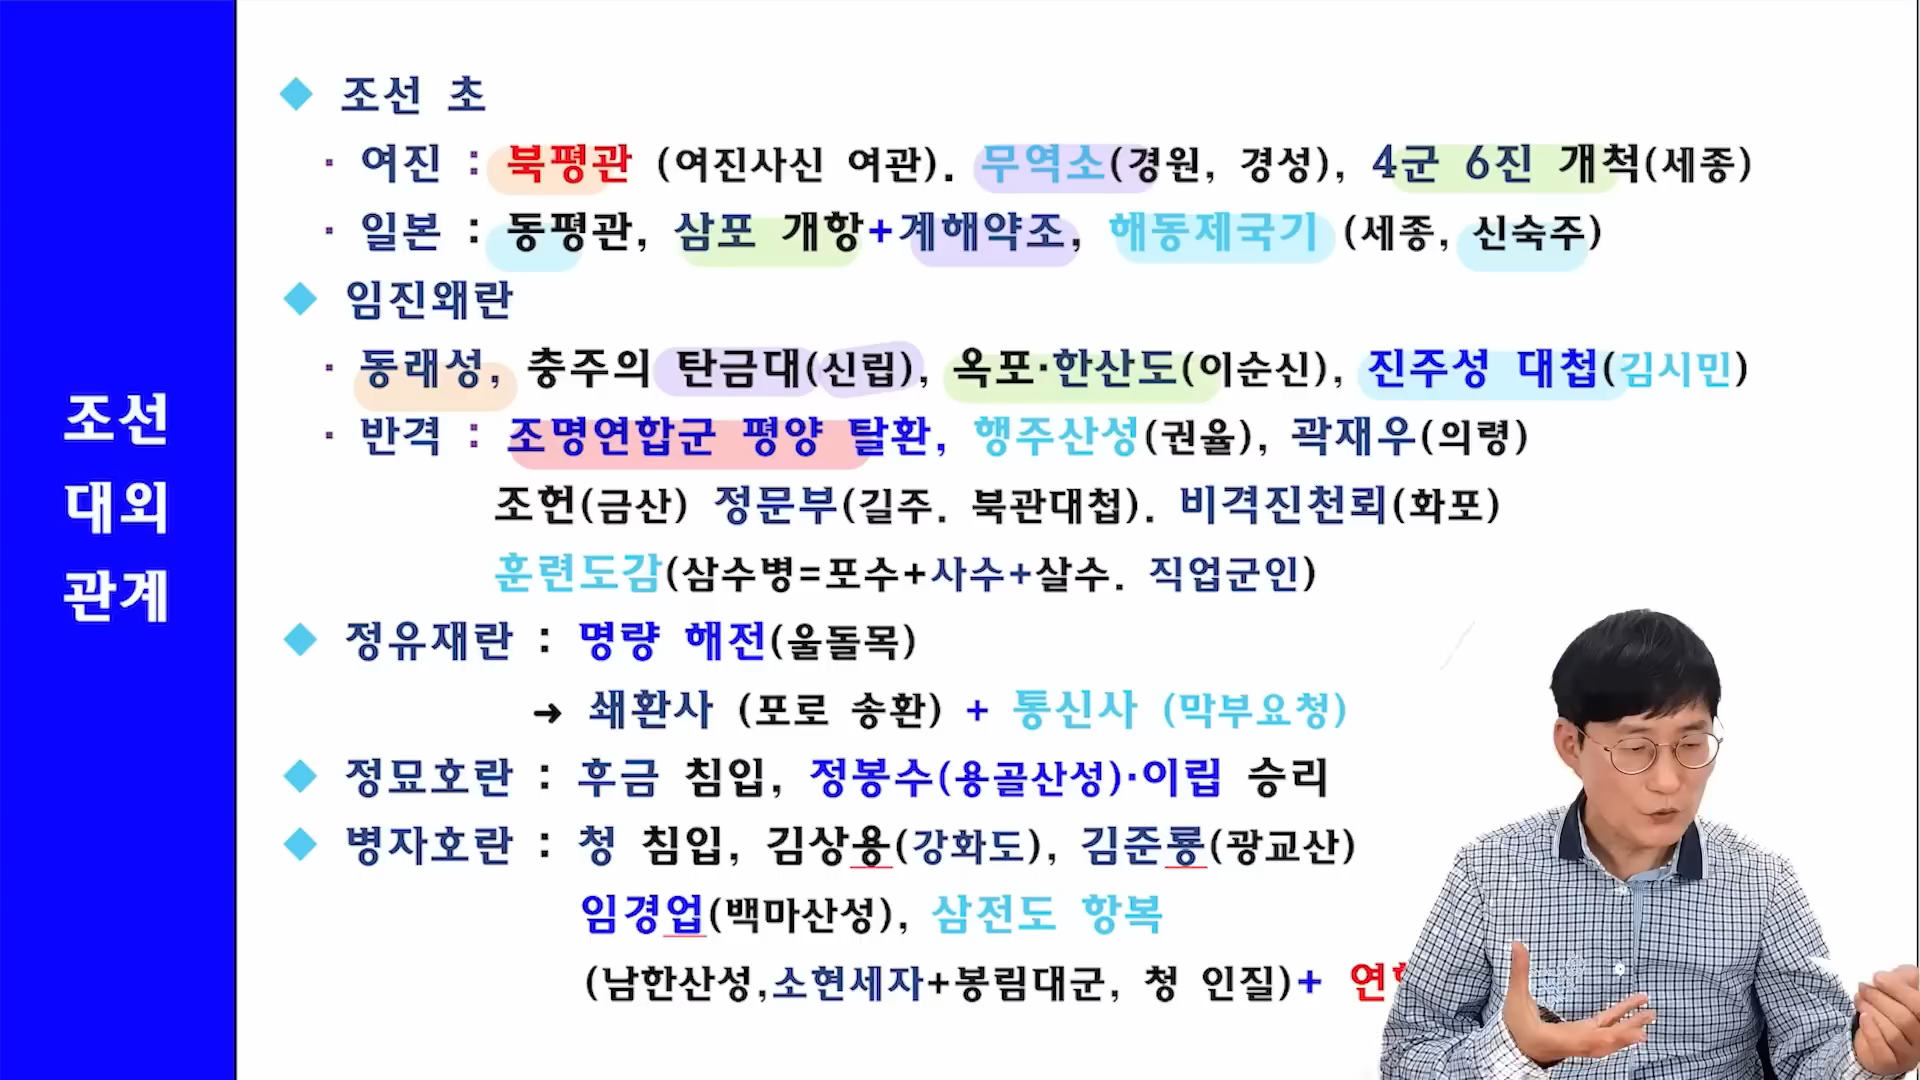 조선
대외
관계
◆ 조선 초
· 여진 : 북평관 (여진사신 여관). 무역소(경원, 경성), 4군 6진 개척(세종)
· 일본 : 동평관, 삼포 개항+계해약조, 해동제국기 (세종, 신숙주)
◆ 임진왜란
· 동래성, 충주의 탄금대(신립), 옥포·한산도(이순신), 진주성 대첩(김시민)
· 반격 : 조명연합군 평양 탈환, 행주산성(권율), 곽재우(의령)
조헌(금산) 정문부(길주. 북관대첩). 비격진천뢰(화포)
훈련도감(삼수병=포수+사수+살수. 직업군인)
◆ 정유재란 : 명량 해전(울돌목)
→ 쇄환사 (포로 송환) + 통신사 (막부요청)
◆ 정묘호란 : 후금 침입, 정봉수(용골산성)·이립 승리
◆ 병자호란 : 청 침입, 김상용(강화도), 김준룡(광교산)
임경업(백마산성), 삼전도 항복
(남한산성,소현세자+봉림대군, 청 인질)+ 연